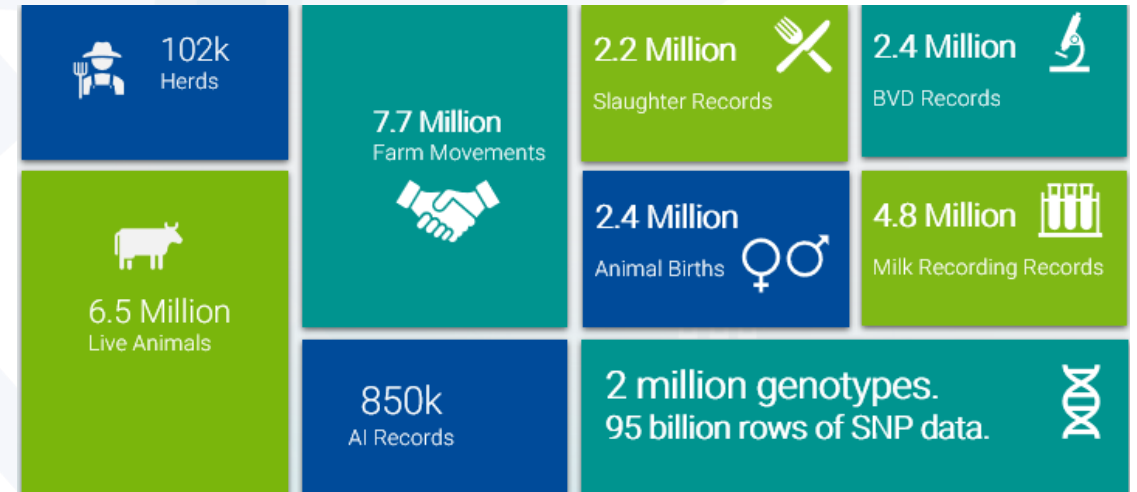 102k
Herds
6.5 Million
Live Animals
7.7 Million
Farm Movements
850k
AI Records
2.2 Million
Slaughter Records
2.4 Million
BVD Records
2.4 Million
Animal Births
4.8 Million
Milk Recording Records
2 million genotypes.
95 billion rows of SNP data.